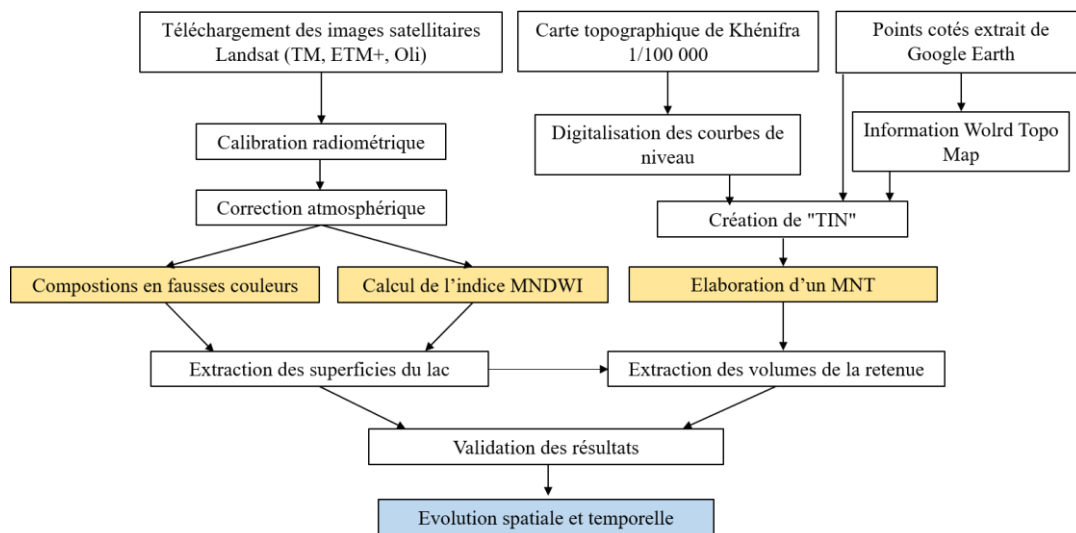 Téléchargement des images satellitaires
Landsat (TM, ETM+, Oli)
Carte topographique de Khénifra
1/100 000
Points cotés extrait de
Google Earth
Calibration radiométrique
Digitalisation des courbes de
niveau
Information Wolrd Topo
Map
Correction atmosphérique
Création de "TIN"
Compostions en fausses couleurs
Calcul de l’indice MNDWI
Elaboration d’un MNT
Extraction des superficies du lac
Extraction des volumes de la retenue
Validation des résultats
Evolution spatiale et temporelle